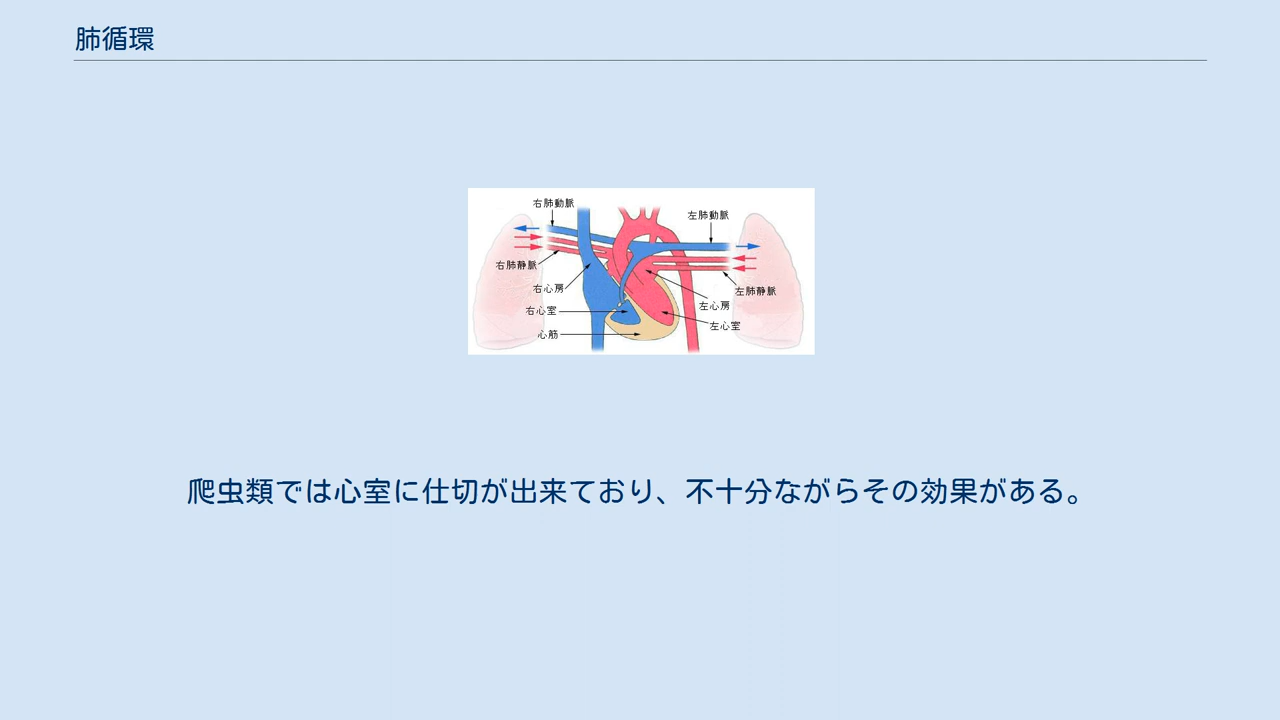 肺循環
右肺動脈
左肺動脈
右肺静脈
右心房
左肺静脈
左心房
右心室
左心室
心筋
爬虫類では心室に仕切が出来ており、不十分ながらその効果がある。